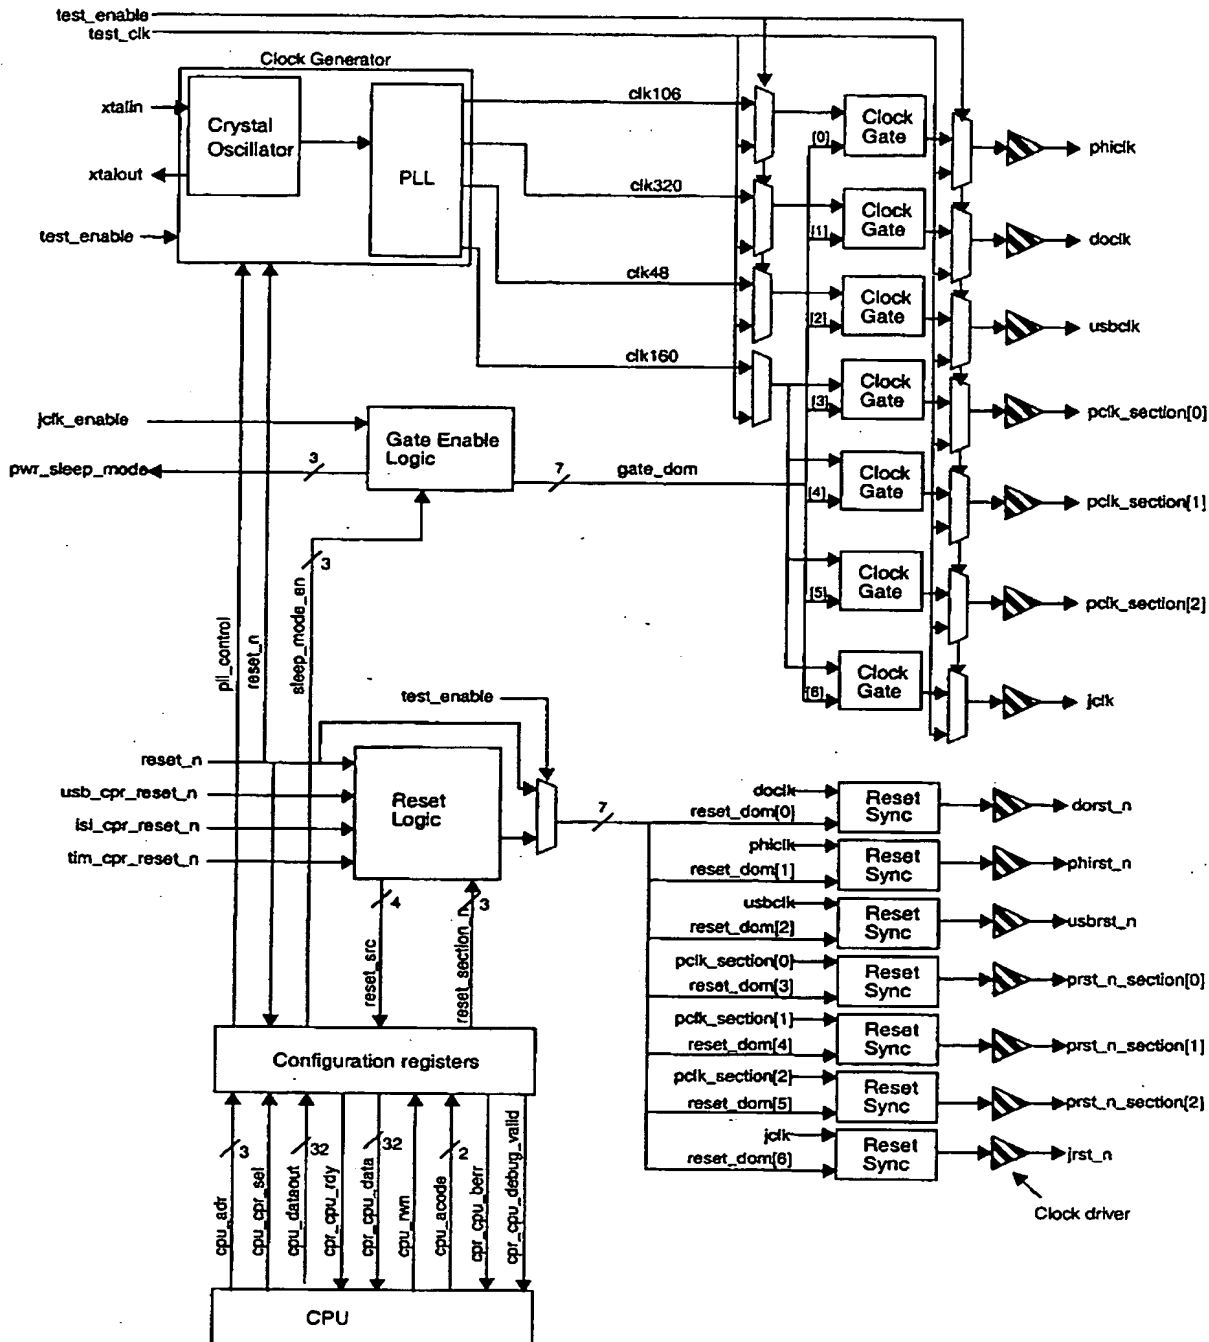 test_enable
test_clk
Clock Generator
xtalin
Crystal
Oscillator
xtalout
PLL
test_enable
clk106
clk320
clk48
clk160
[0]
[1]
[2]
[3]
[4]
[5]
[6]
Clock
Gate
Clock
Gate
Clock
Gate
Clock
Gate
Clock
Gate
Clock
Gate
Clock
Gate
phiclk
doclk
usbclk
pclk_section[0]
pclk_section[1]
pclk_section[2]
jclk
jclk_enable
pwr_sleep_mode
3
Gate Enable
Logic
7
gate_dom
3
pll_control
reset_n
sleep_mode_en
test_enable
reset_n
usb_cpr_reset_n
isi_cpr_reset_n
tim_cpr_reset_n
Reset
Logic
7
4
3
reset_src
reset_section_n
doclk
reset_dom[0]
Reset
Sync
dorst_n
phiclk
reset_dom[1]
Reset
Sync
phirst_n
usbclk
reset_dom[2]
Reset
Sync
usbrst_n
pclk_section[0]
reset_dom[3]
Reset
Sync
prst_n_section[0]
pclk_section[1]
reset_dom[4]
Reset
Sync
prst_n_section[1]
pclk_section[2]
reset_dom[5]
Reset
Sync
prst_n_section[2]
jclk
reset_dom[6]
Reset
Sync
jrst_n
Clock driver
Configuration registers
3
32
32
2
cpu_adr
cpu_cpr_sel
cpu_dataout
cpr_cpu_rdy
cpr_cpu_data
cpu_rwn
cpu_acode
cpr_cpu_berr
cpr_cpu_debug_valid
CPU